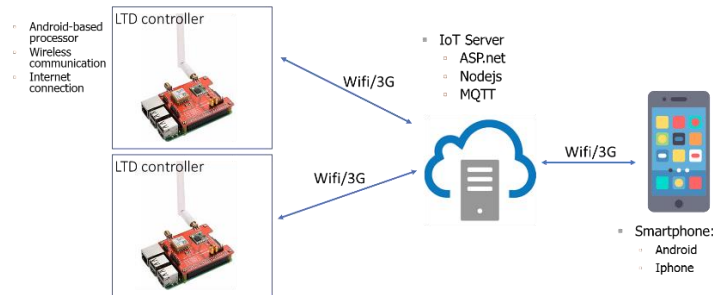 Android-based
processor
Wireless
communication
Internet
connection
LTD controller
Wifi/3G
IoT Server
ASP.net
Nodejs
MQTT
LTD controller
Wifi/3G
Wifi/3G
Smartphone:
Android
Iphone